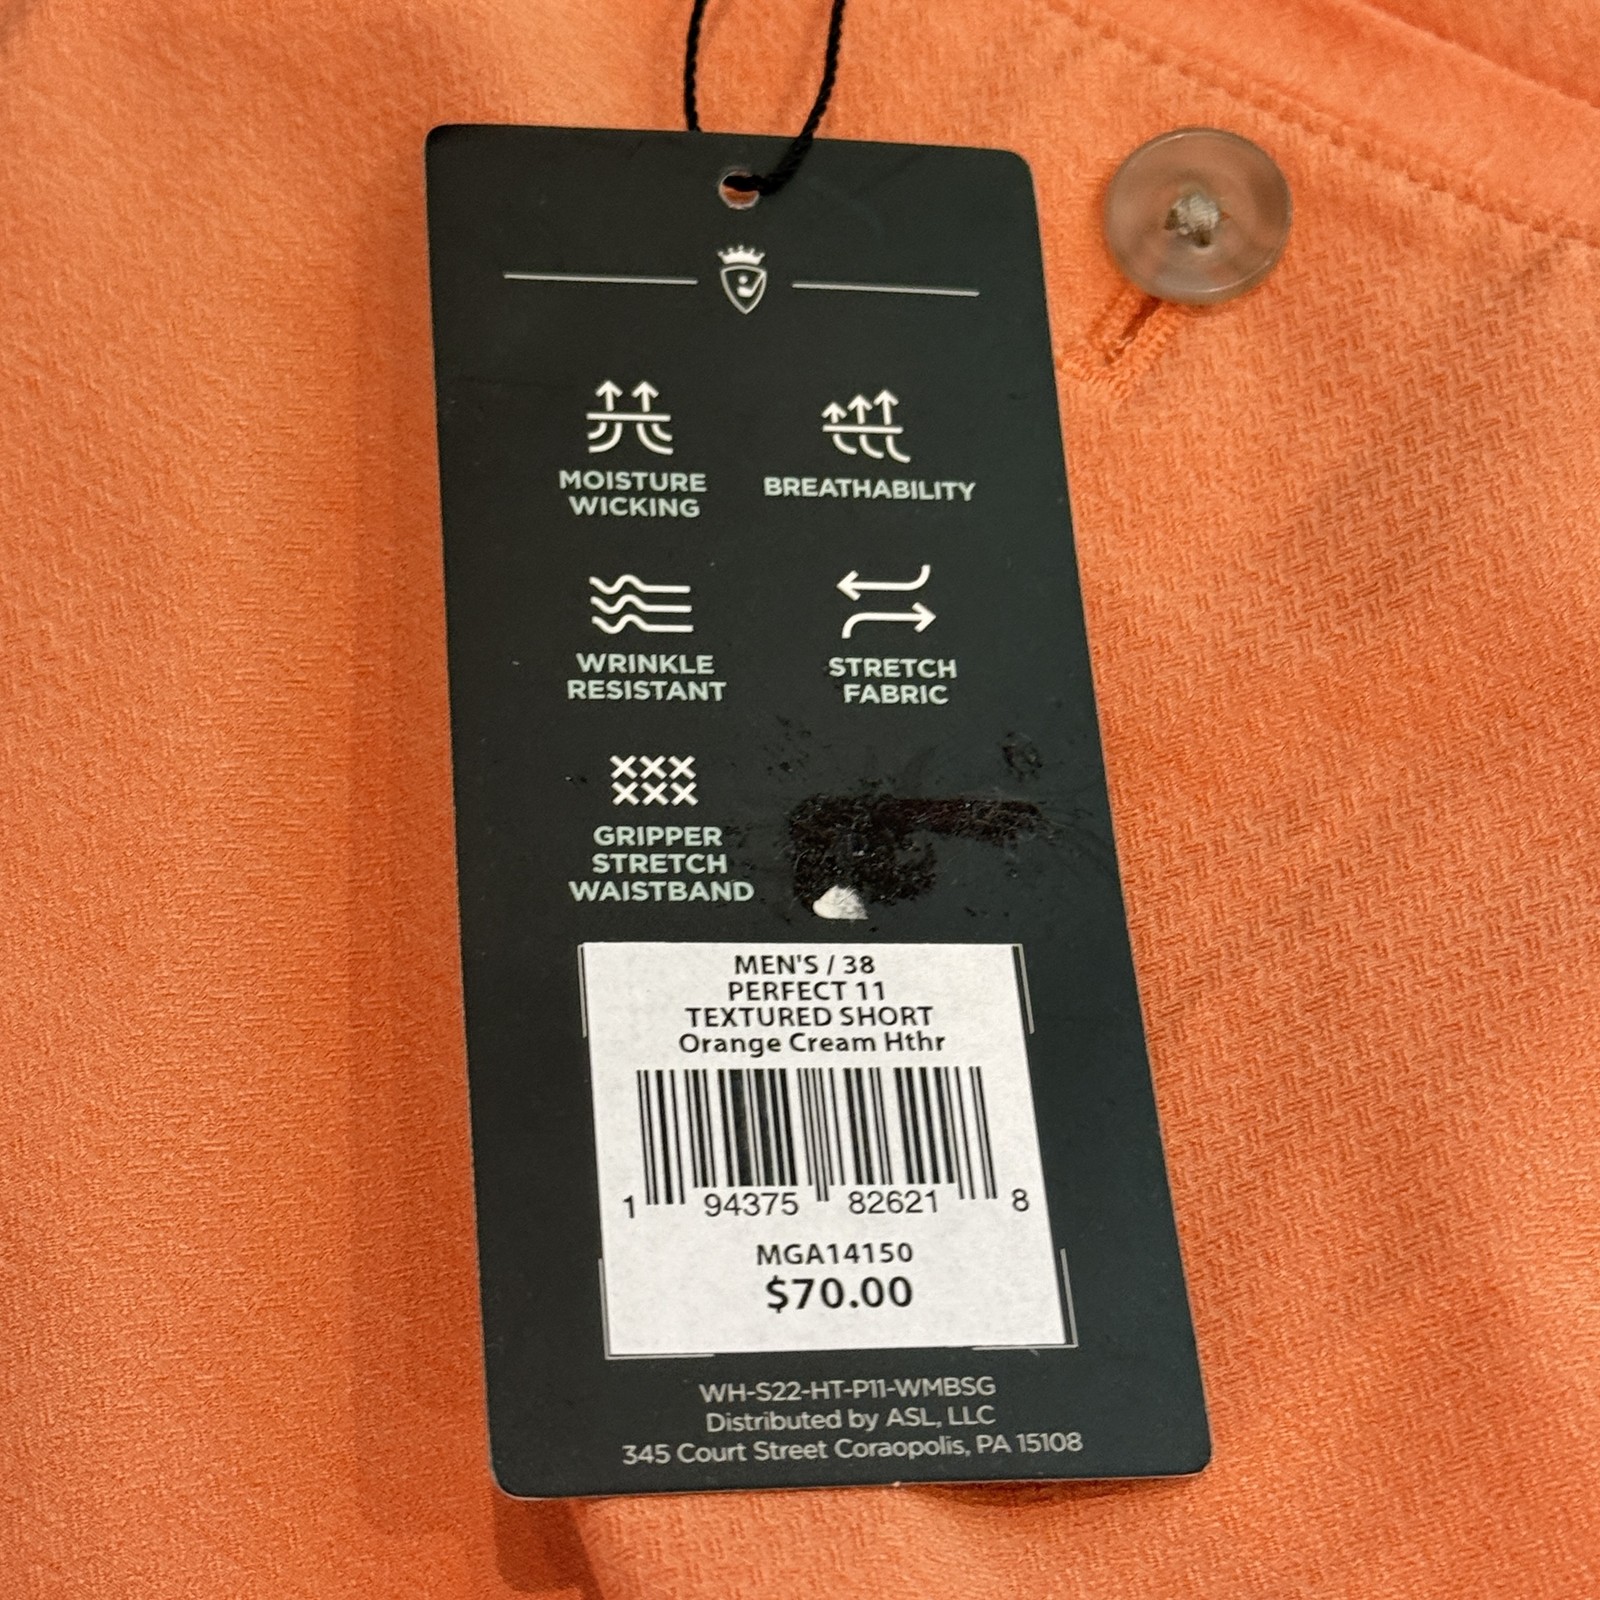 MOISTURE
WICKING
BREATHABILITY
WRINKLE
RESISTANT
STRETCH
FABRIC
GRIPPER
STRETCH
WAISTBAND
MEN'S / 38
PERFECT 11
TEXTURED SHORT
Orange Cream Hthr
1 94375 82621 8
MGA14150
$70.00
WH-S22-HT-P11-WMBSG
Distributed by ASL, LLC
345 Court Street Coraopolis, PA 15108